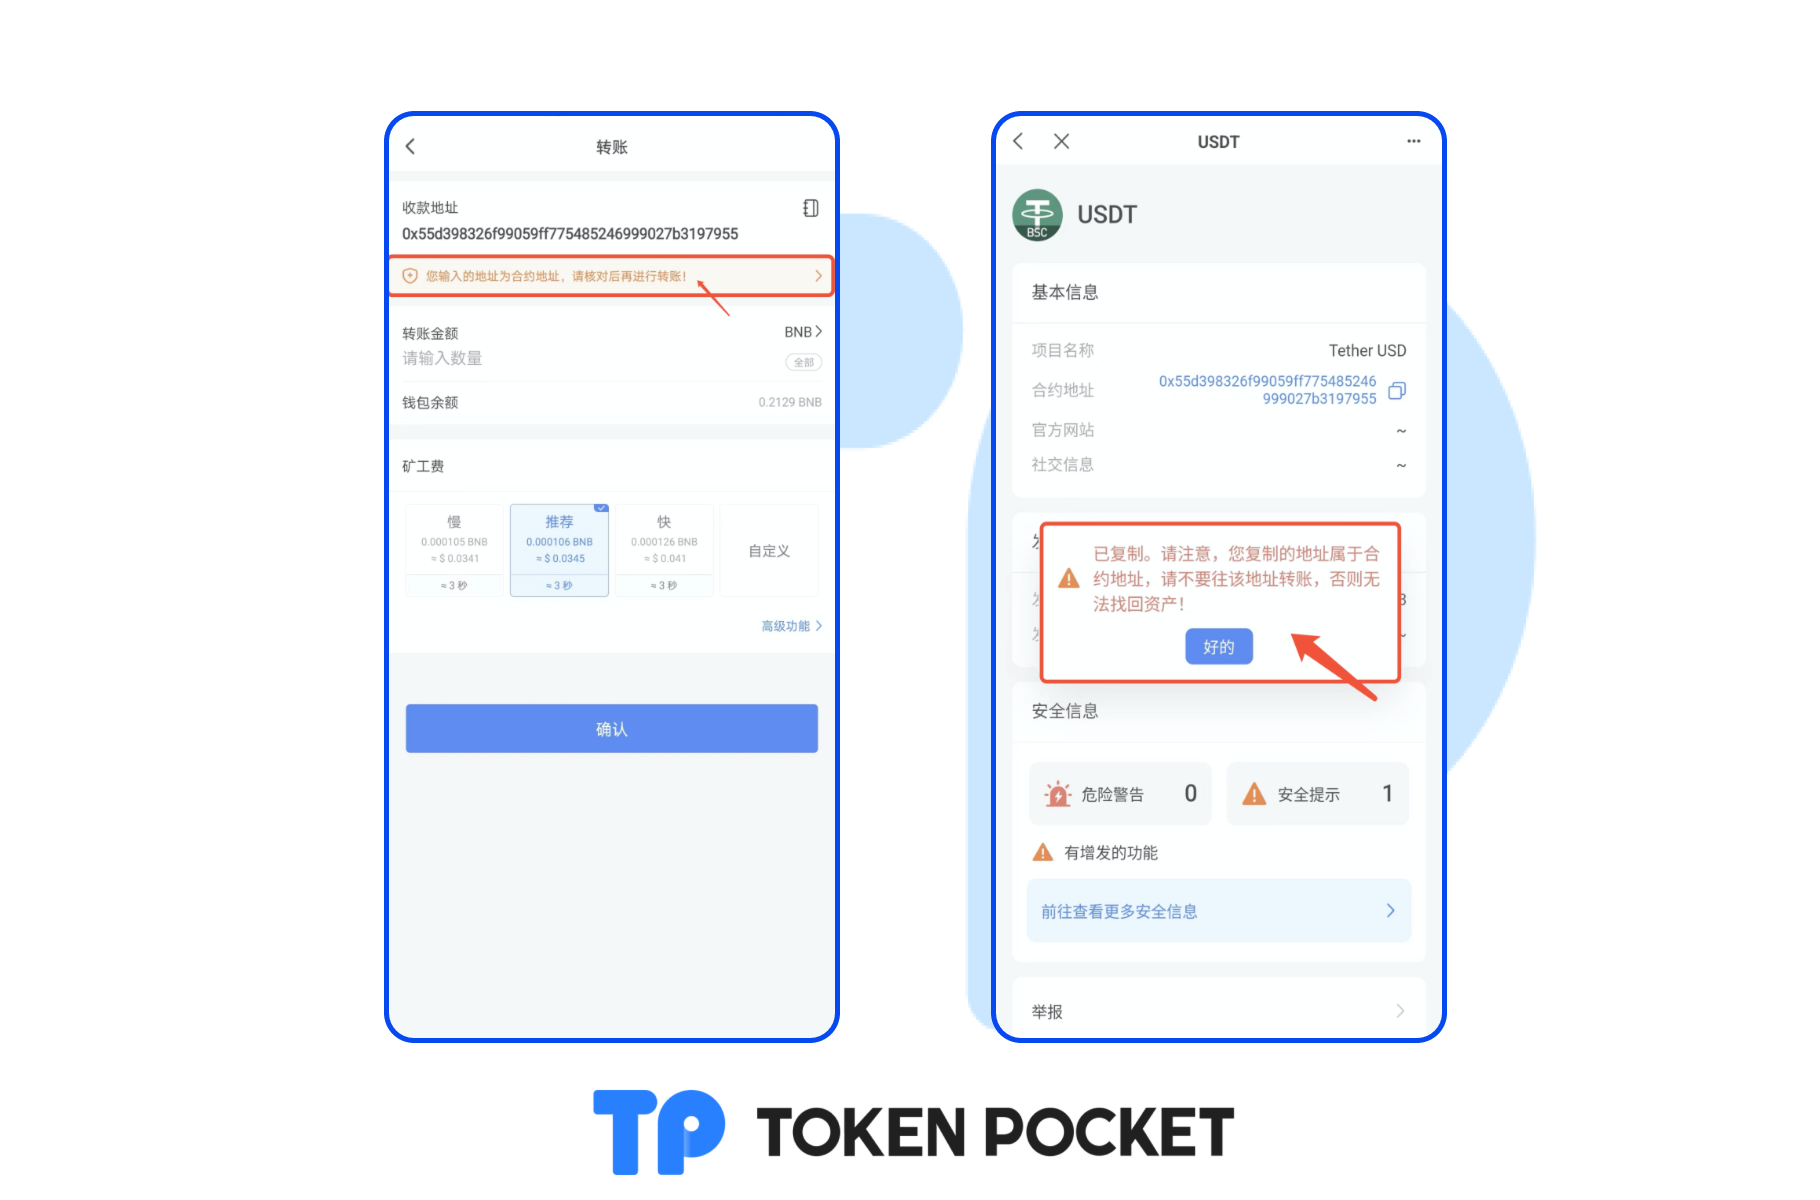 转账
收款地址
0x55d398326f99059ff775485246999027b3197955
您输入的地址为合约地址，请核对后再进行转账！
转账金额
BNB
请输入数量
全部
钱包余额
0.2129 BNB
矿工费
慢
0.000105 BNB
≈ $ 0.0341
≈ 3 秒
推荐
0.000106 BNB
≈ $ 0.0345
≈ 3 秒
快
0.000126 BNB
≈ $ 0.041
≈ 3 秒
自定义
高级功能
确认
USDT
BSC
USDT
基本信息
项目名称
Tether USD
合约地址
0x55d398326f99059ff775485246
999027b3197955
官方网站
~
社交信息
~
已复制。请注意，您复制的地址属于合
约地址，请不要往该地址转账，否则无
法找回资产！
好的
安全信息
危险警告
0
安全提示
1
有增发的功能
前往查看更多安全信息
举报
TP TOKEN POCKET